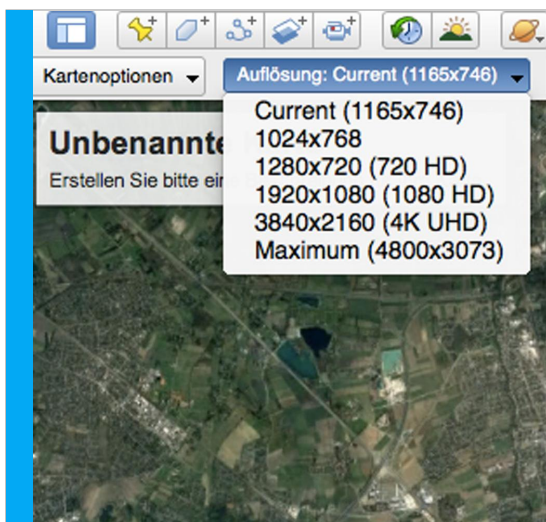 Kartenoptionen
Auflösung: Current (1165x746)
Current (1165x746)
1024x768
1280x720 (720 HD)
1920x1080 (1080 HD)
3840x2160 (4K UHD)
Maximum (4800x3073)
Unbenannte
Erstellen Sie bitte